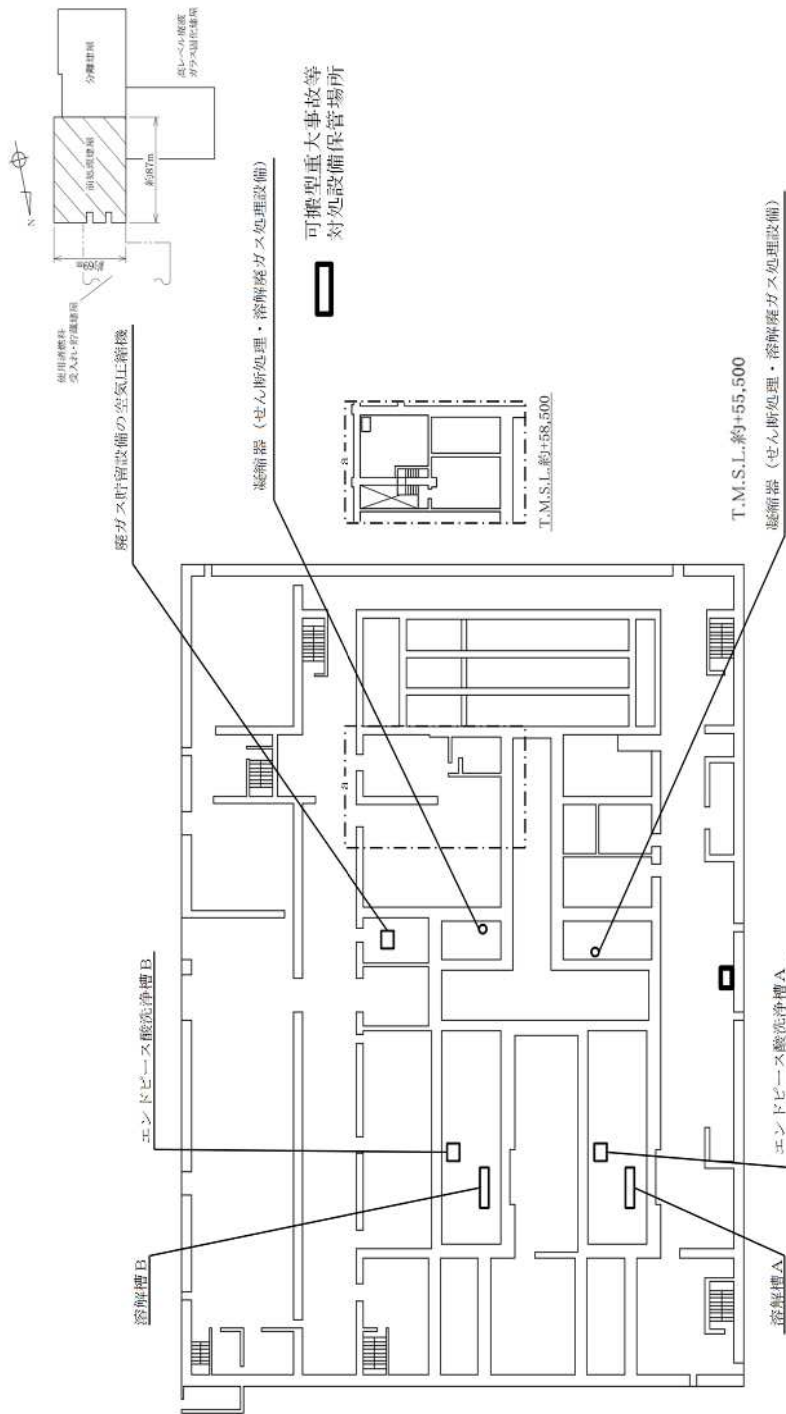 使用済燃料
受入れ・貯蔵建屋
N
前処理建屋
約87m
分離建屋
高レベル廃液
ガラス固化建屋
可搬型重大事故等
対処設備保管場所
廃ガス貯留設備の空気圧縮機
凝縮器（せん断処理・溶解廃ガス処理設備）
a
T.M.S.L.約+58,500
a
エンドピース酸洗浄槽B
溶解槽B
T.M.S.L.約+55,500
凝縮器（せん断処理・溶解廃ガス処理設備）
エンドピース酸洗浄槽A
溶解槽A